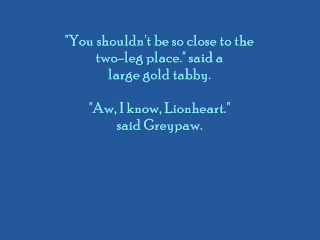 "You shouldn't be so close to the
two-leg place." said a
large gold tabby.
"Aw, I know, Lionheart."
said Greypaw.